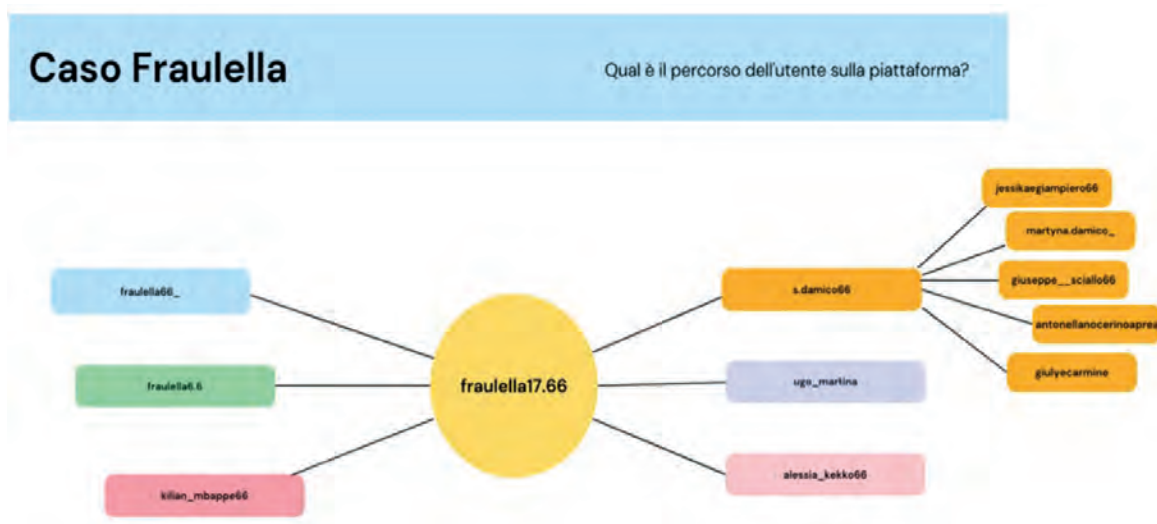 Caso Fraulella
Qual è il percorso dell'utente sulla piattaforma?
jessikaegiampiero66
martyna.damico_
fraulella66_
s.damico66
giuseppe__sciallo66
antonellanocerinoaprea
fraulella6.6
fraulella17.66
ugo_martina
giulyecarmine
kilian_mbappe66
alessia_kekko66